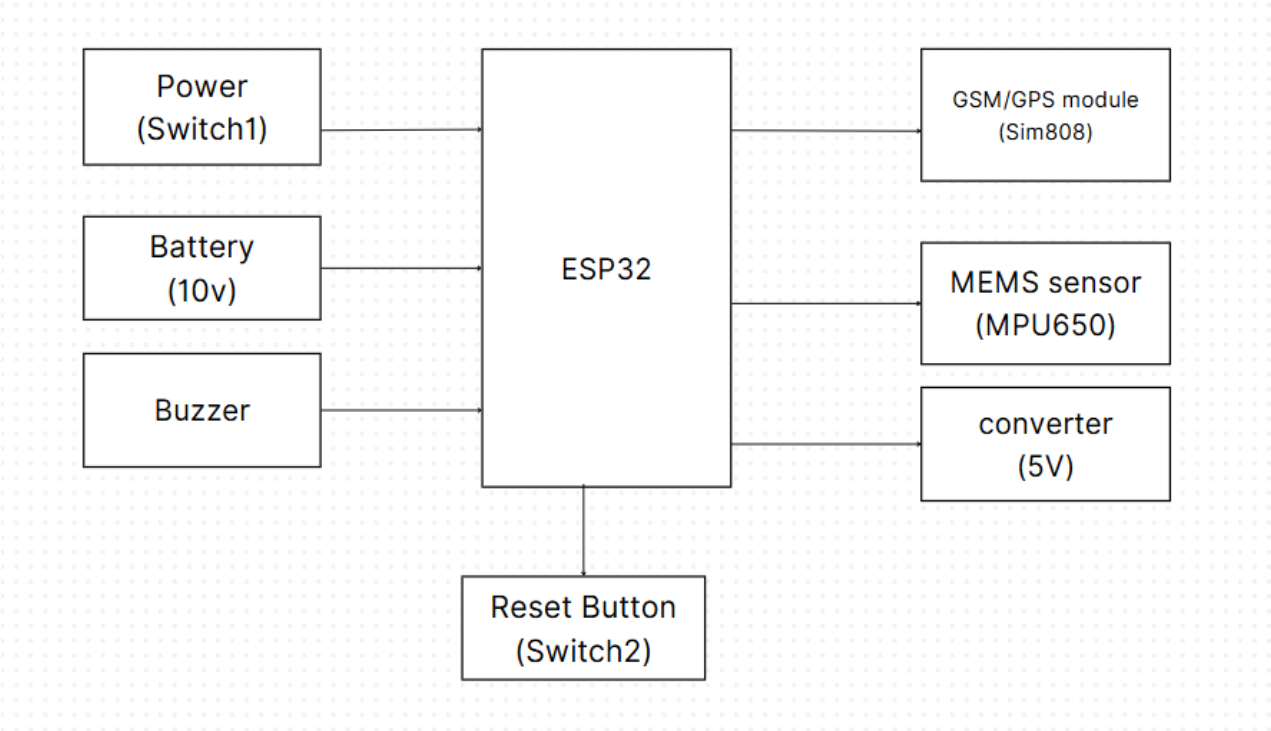 Power
(Switch1)
Battery
(10v)
Buzzer
ESP32
GSM/GPS module
(Sim808)
MEMS sensor
(MPU650)
converter
(5V)
Reset Button
(Switch2)